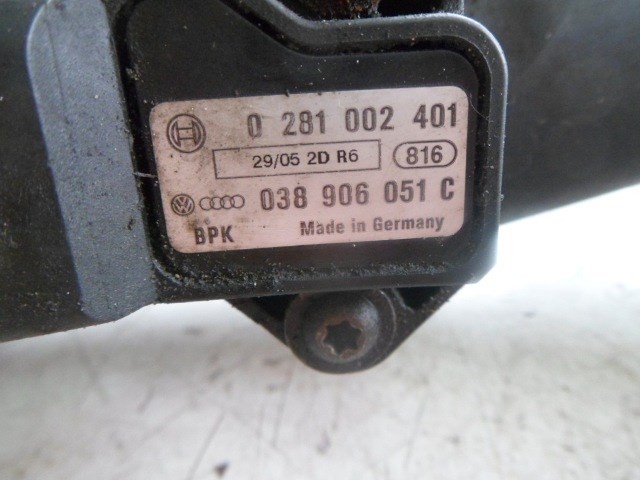 0 281 002 401
29/05 2D R6 816
038 906 051 C
BPK Made in Germany